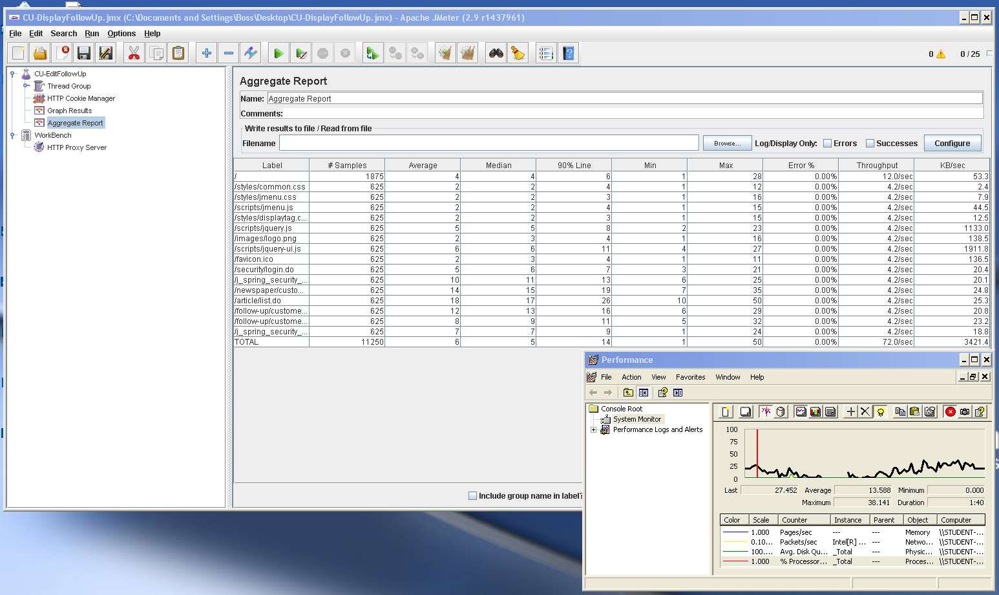 CU-DisplayFollowUp.jmx (C:\Documents and Settings\Boss\Desktop\CU-DisplayFollowUp.jmx) - Apache JMeter (2.9 r1437961)
File Edit Search Run Options Help
0 0 / 25
CU-EditFollowUp
Thread Group
HTTP Cookie Manager
Graph Results
Aggregate Report
WorkBench
HTTP Proxy Server
Aggregate Report
Name: Aggregate Report
Comments:
Write results to file / Read from file
Filename Browse... Log/Display Only: Errors Successes Configure
Label # Samples Average Median 90% Line Min Max Error % Throughput KB/sec
/ 1875 4 4 6 1 28 0.00% 12.0/sec 53.3
/styles/common.css 625 2 2 4 1 12 0.00% 4.2/sec 2.4
/styles/jmenu.css 625 2 2 3 1 16 0.00% 4.2/sec 7.9
/scripts/jmenu.js 625 2 2 4 1 15 0.00% 4.2/sec 44.5
/styles/displaytag.c... 625 2 2 3 1 15 0.00% 4.2/sec 12.5
/scripts/jquery.js 625 5 5 8 2 23 0.00% 4.2/sec 1133.0
/images/logo.png 625 2 3 4 1 16 0.00% 4.2/sec 138.5
/scripts/jquery-ui.js 625 6 6 11 4 27 0.00% 4.2/sec 1911.8
/favicon.ico 625 2 3 4 1 11 0.00% 4.2/sec 136.5
/security/login.do 625 5 6 7 3 21 0.00% 4.2/sec 20.4
/j_spring_security_... 625 10 11 13 6 25 0.00% 4.2/sec 20.1
/newspaper/custo... 625 14 15 19 7 35 0.00% 4.2/sec 24.8
/article/list.do 625 18 17 26 10 50 0.00% 4.2/sec 25.3
/follow-up/custome... 625 12 13 16 6 29 0.00% 4.2/sec 20.8
/follow-up/custome... 625 8 9 11 5 32 0.00% 4.2/sec 23.2
/j_spring_security_... 625 7 7 9 1 24 0.00% 4.2/sec 18.8
TOTAL 11250 6 5 14 1 50 0.00% 72.0/sec 3421.4
Include group name in label?
Performance
File Action View Favorites Window Help
Console Root
System Monitor
Performance Logs and Alerts
100
75
50
25
0
Last 27.452 Average 13.588 Minimum 0.000
Maximum 38.141 Duration 1:40
Color Scale Counter Instance Parent Object Computer
1.000 Pages/sec --- --- Memory \\STUDENT-...
0.10... Packets/sec Intel[R] ... --- Netwo... \\STUDENT-...
100.... Avg. Disk Qu... _Total --- Physic... \\STUDENT-...
1.000 % Processor... _Total --- Proces... \\STUDENT-...